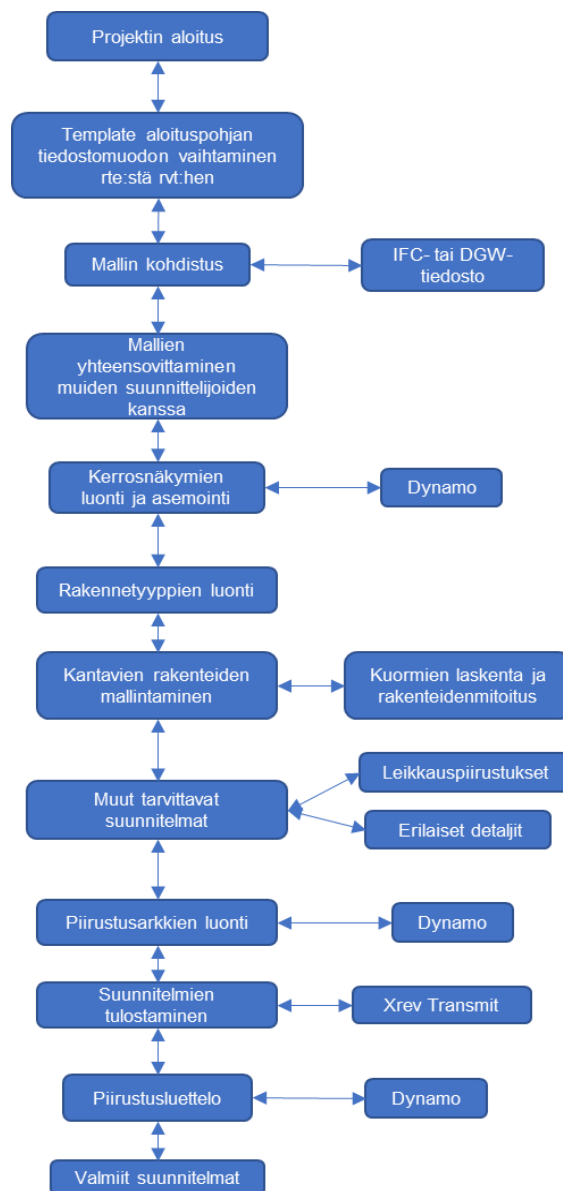 Projektin aloitus
Template aloituspohjan
tiedostomuodon vaihtaminen
rte:stä rvt:hen
Mallin kohdistus
IFC- tai DGW-
tiedosto
Mallien
yhteensovittaminen
muiden suunnittelijoiden
kanssa
Kerrosnäkymien
luonti ja asemointi
Dynamo
Rakennetyyppien luonti
Kantavien rakenteiden
mallintaminen
Kuormien laskenta ja
rakenteidenmitoitus
Leikkauspiirustukset
Muut tarvittavat
suunnitelmat
Erilaiset detaljit
Piirustusarkkien luonti
Dynamo
Suunnitelmien
tulostaminen
Xrev Transmit
Piirustusluettelo
Dynamo
Valmiit suunnitelmat